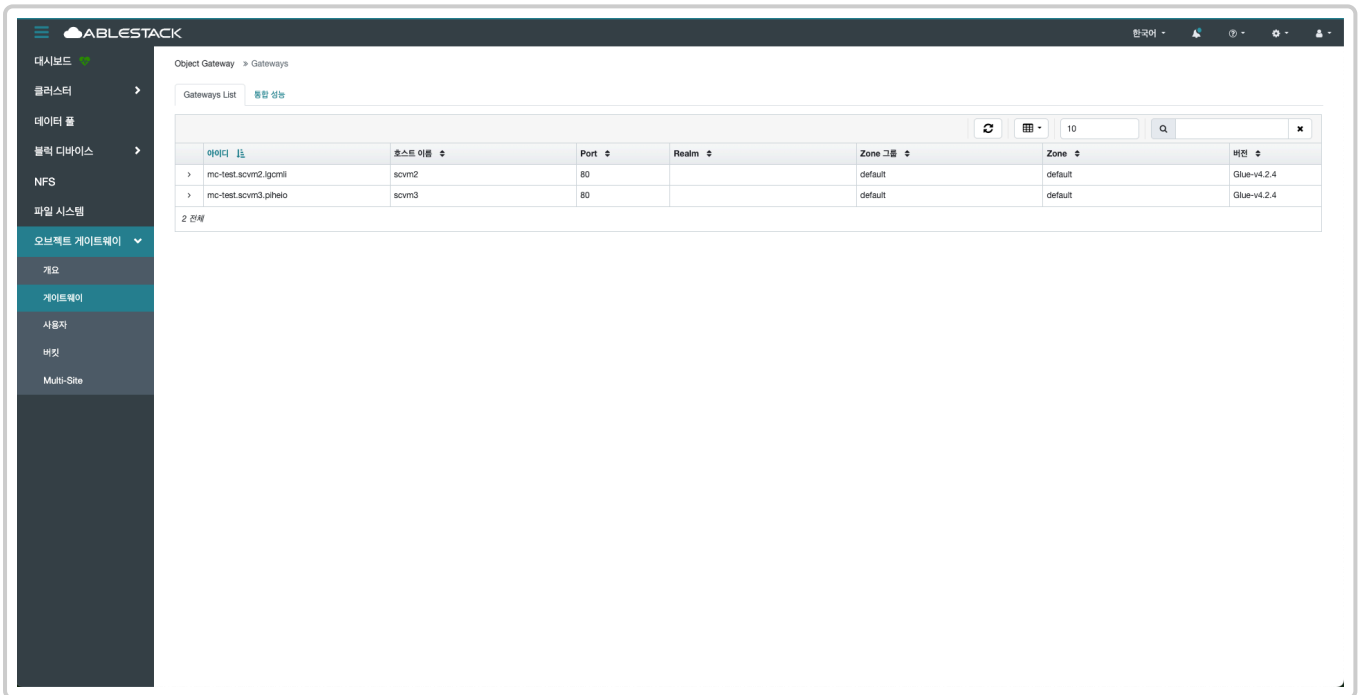 ABLESTACK
한국어
대시보드
클러스터
데이터 풀
블럭 디바이스
NFS
파일 시스템
오브젝트 게이트웨이
개요
게이트웨이
사용자
버킷
Multi-Site
Object Gateway » Gateways
Gateways List 통합 성능
10
아이디 호스트 이름 Port Realm Zone 그룹 Zone 버전
mc-test.scvm2.lgcmli scvm2 80 default default Glue-v4.2.4
mc-test.scvm3.piheio scvm3 80 default default Glue-v4.2.4
2 전체